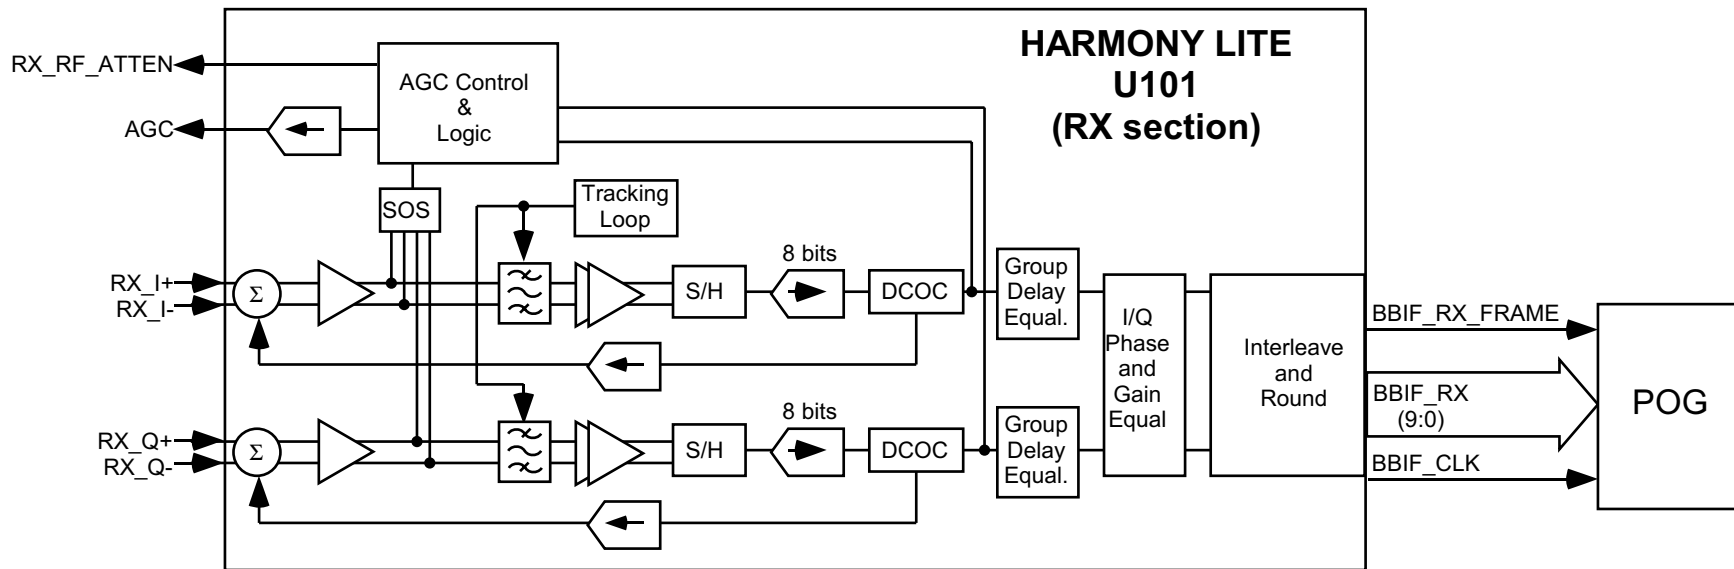 HARMONY LITE
U101
(RX section)
RX_RF_ATTEN
AGC
AGC Control
&
Logic
SOS
Tracking
Loop
RX_I+
RX_I-
Σ
8 bits
S/H
DCOC
Group
Delay
Equal.
I/Q
Phase
and
Gain
Equal
Interleave
and
Round
BBIF_RX_FRAME
BBIF_RX
(9:0)
BBIF_CLK
POG
RX_Q+
RX_Q-
Σ
8 bits
S/H
DCOC
Group
Delay
Equal.